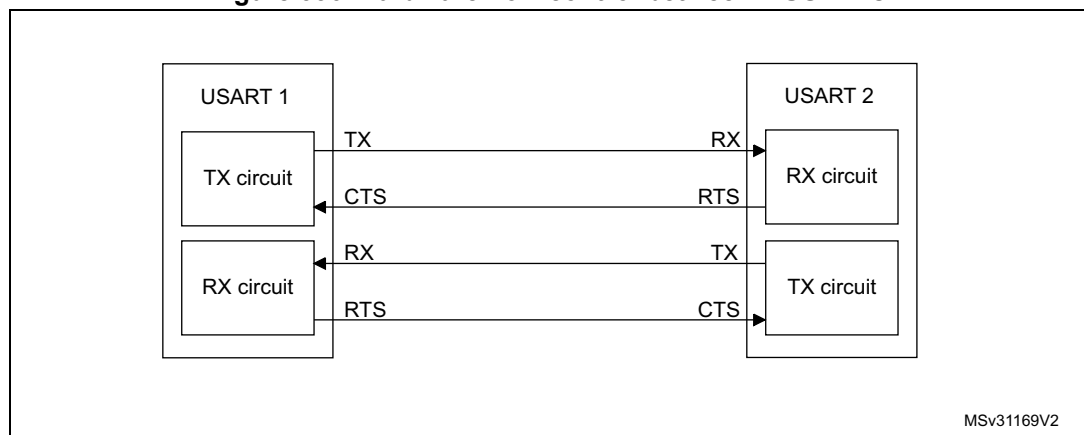 USART 1
USART 2
TX
RX
TX circuit
RX circuit
CTS
RTS
RX
TX
RX circuit
TX circuit
RTS
CTS
MSv31169V2